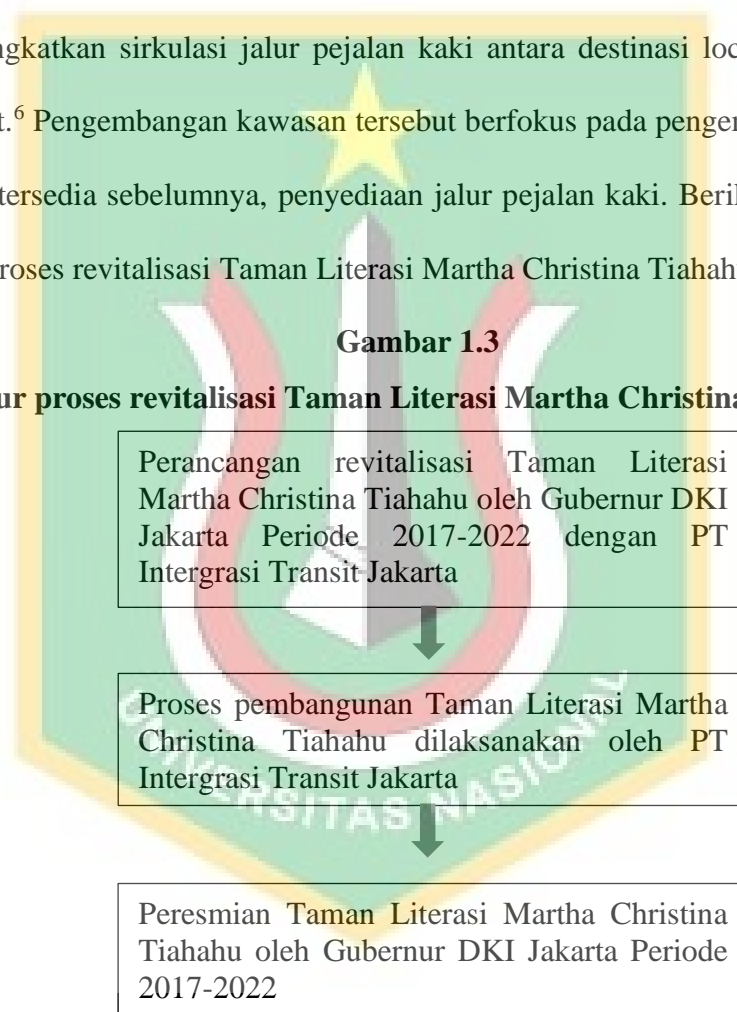 ngkatkan sirkulasi jalur pejalan kaki antara destinasi loc
t.⁶ Pengembangan kawasan tersebut berfokus pada penger
tersedia sebelumnya, penyediaan jalur pejalan kaki. Beri
roses revitalisasi Taman Literasi Martha Christina Tiahah
Gambar 1.3
ur proses revitalisasi Taman Literasi Martha Christina
Perancangan revitalisasi Taman Literasi
Martha Christina Tiahahu oleh Gubernur DKI
Jakarta Periode 2017-2022 dengan PT
Intergrasi Transit Jakarta
Proses pembangunan Taman Literasi Martha
Christina Tiahahu dilaksanakan oleh PT
Intergrasi Transit Jakarta
UNIVERSITAS NASIONAL
Peresmian Taman Literasi Martha Christina
Tiahahu oleh Gubernur DKI Jakarta Periode
2017-2022